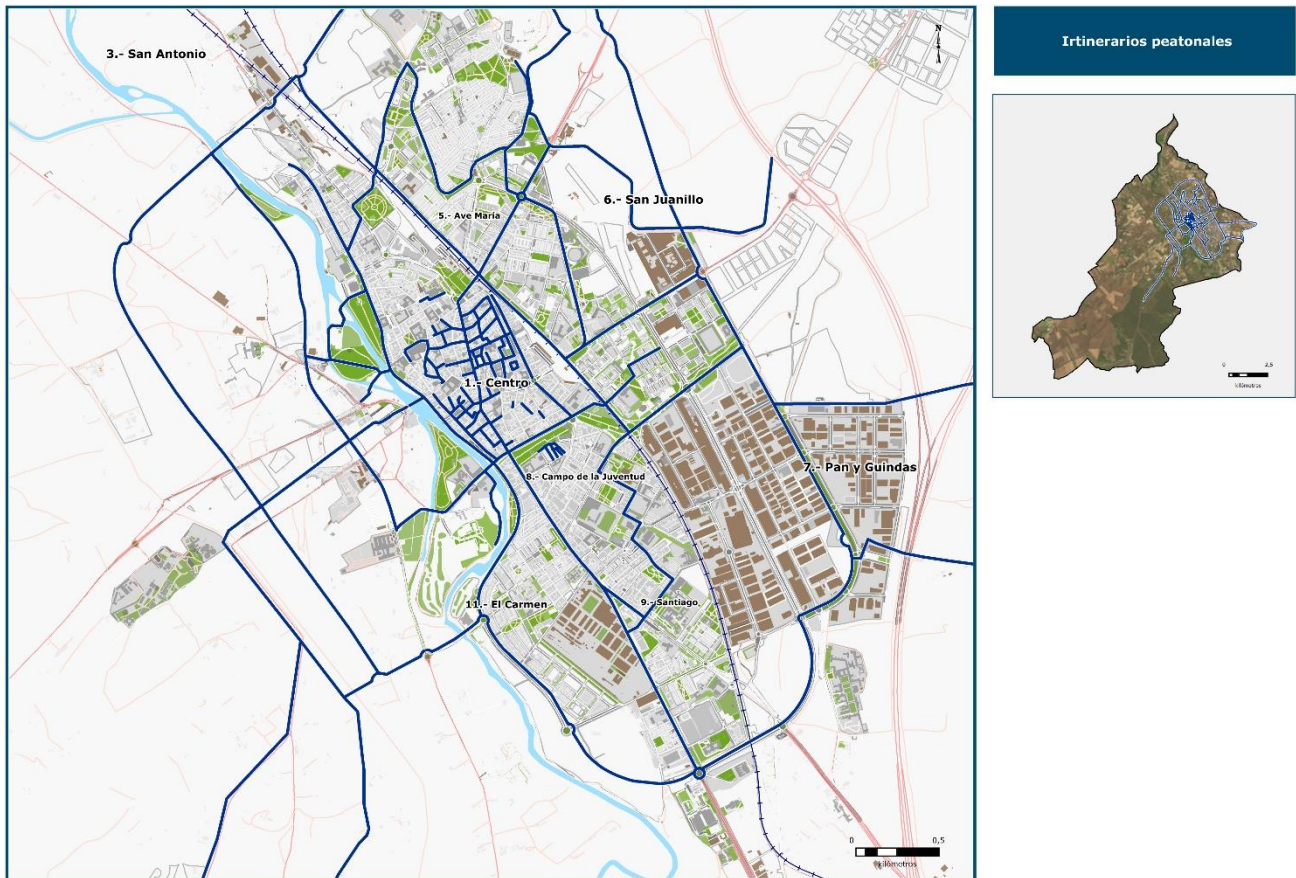 Irtinerarios peatonales
3.- San Antonio
N
5.- Ave María
6.- San Juanillo
1.- Centro
7.- Pan y Guindas
8.- Campo de la Juventud
9.- Santiago
11.- El Carmen
0 0,5
kilómetros
0 2,5
kilómetros